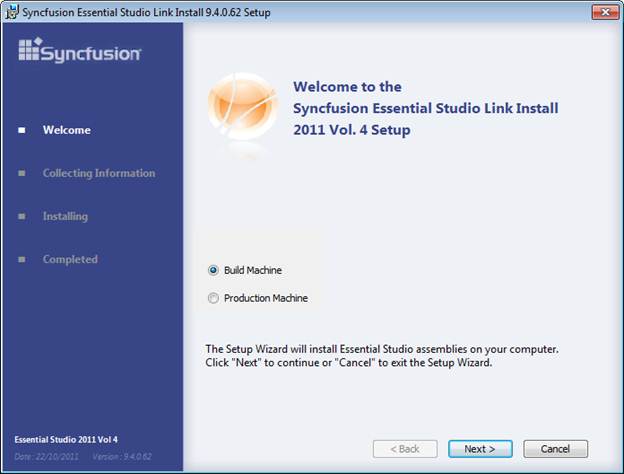 Syncfusion Essential Studio Link Install 9.4.0.62 Setup
Syncfusion
Welcome
Collecting Information
Installing
Completed
Welcome to the
Syncfusion Essential Studio Link Install
2011 Vol. 4 Setup
Build Machine
Production Machine
The Setup Wizard will install Essential Studio assemblies on your computer.
Click "Next" to continue or "Cancel" to exit the Setup Wizard.
Essential Studio 2011 Vol 4
Date : 22/10/2011 Version : 9.4.0.62
< Back
Next >
Cancel